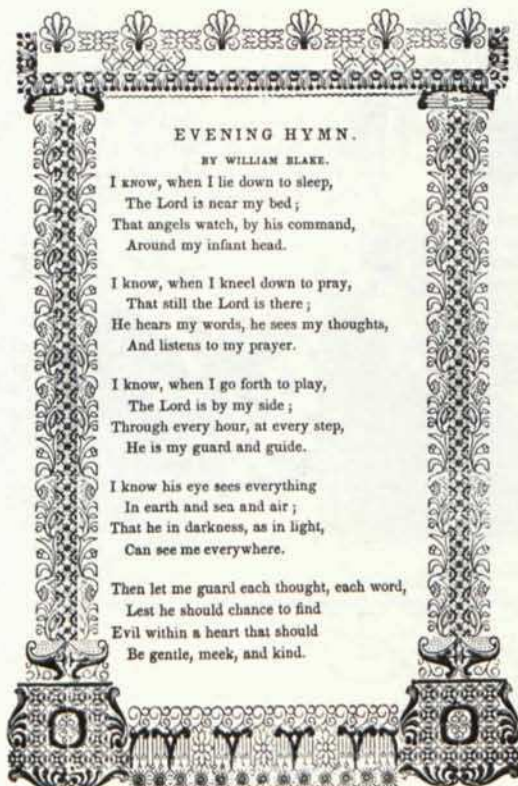 EVENING HYMN.
BY WILLIAM BLAKE.
I KNOW, when I lie down to sleep,
The Lord is near my bed;
That angels watch, by his command,
Around my infant head.
I know, when I kneel down to pray,
That still the Lord is there;
He hears my words, he sees my thoughts,
And listens to my prayer.
I know, when I go forth to play,
The Lord is by my side;
Through every hour, at every step,
He is my guard and guide.
I know his eye sees everything
In earth and sea and air;
That he in darkness, as in light,
Can see me everywhere.
Then let me guard each thought, each word,
Lest he should chance to find
Evil within a heart that should
Be gentle, meek, and kind.